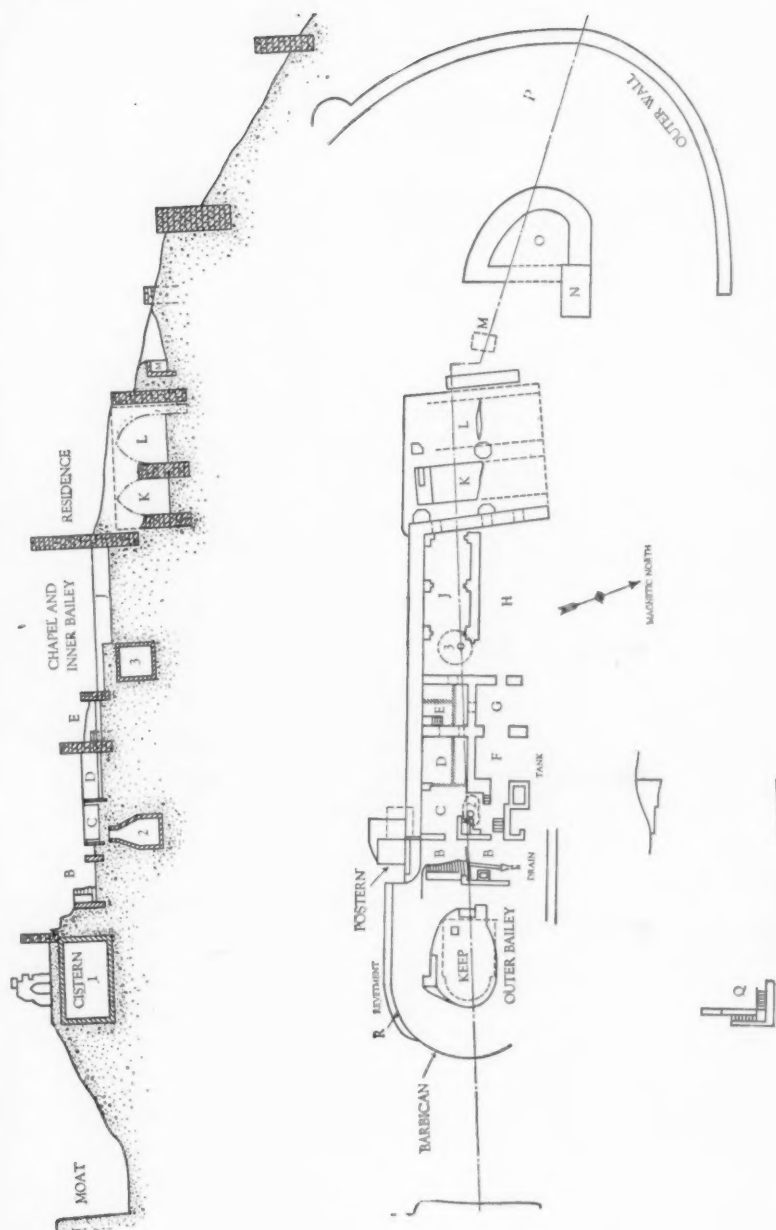 MOAT
CISTERN
1
B
C
2
D
E
CHAPEL AND
INNER BAILEY
3
J
RESIDENCE
K
L
M
BARBICAN
R
REVETMENT
POSTERN
KEEP
OUTER BAILEY
B
B
DRAIN
C
2
D
E
TANK
F
G
3
J
H
K
L
M
N
O
P
OUTER WALL
MAGNETIC NORTH
Q